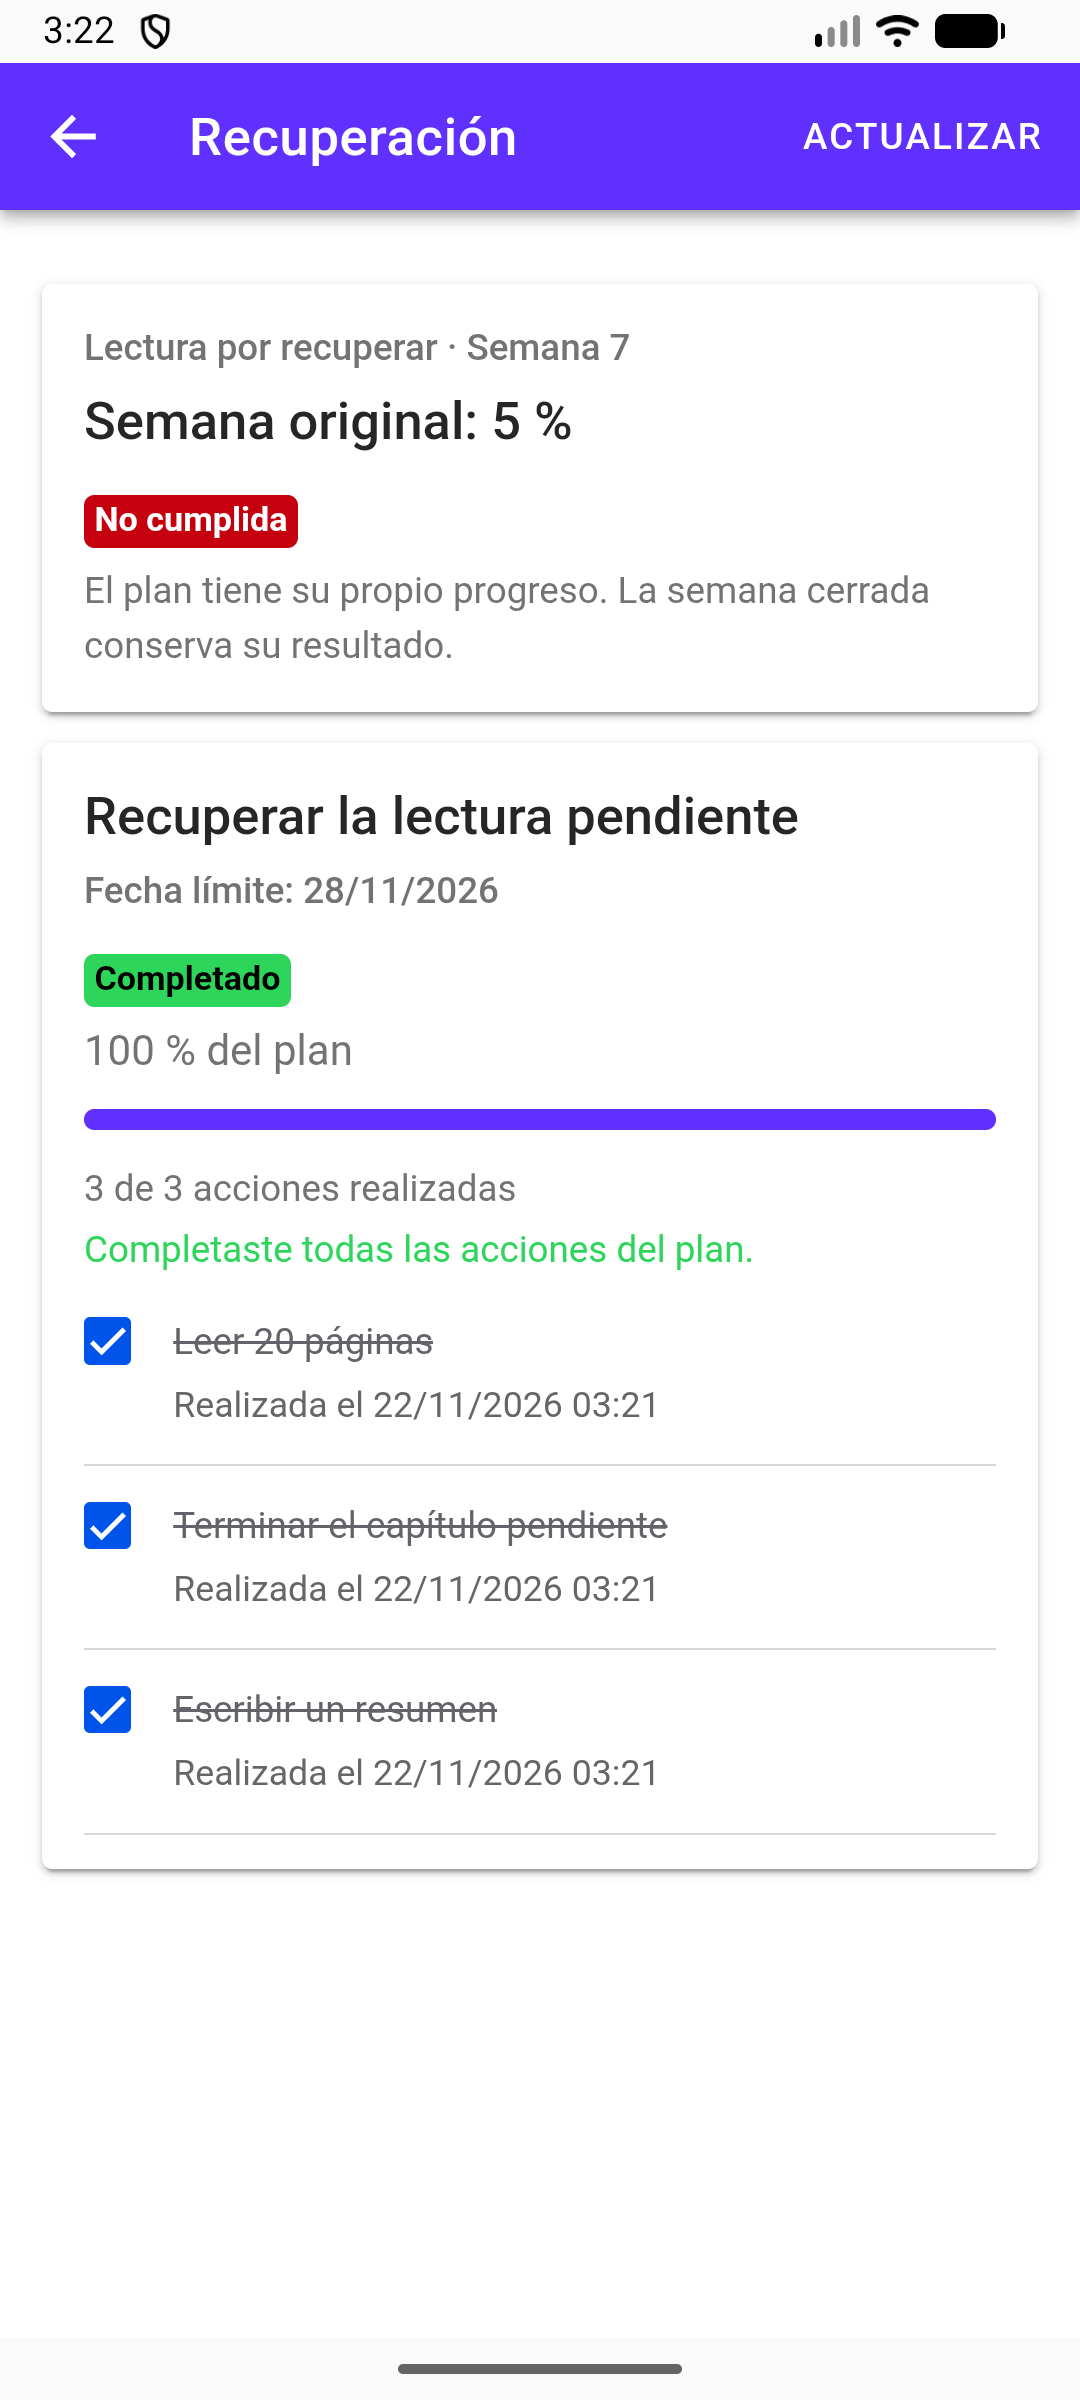 3:22
Recuperación
ACTUALIZAR
Lectura por recuperar · Semana 7
Semana original: 5 %
No cumplida
El plan tiene su propio progreso. La semana cerrada
conserva su resultado.
Recuperar la lectura pendiente
Fecha límite: 28/11/2026
Completado
100 % del plan
3 de 3 acciones realizadas
Completaste todas las acciones del plan.
Leer 20 páginas
Realizada el 22/11/2026 03:21
Terminar el capítulo pendiente
Realizada el 22/11/2026 03:21
Escribir un resumen
Realizada el 22/11/2026 03:21